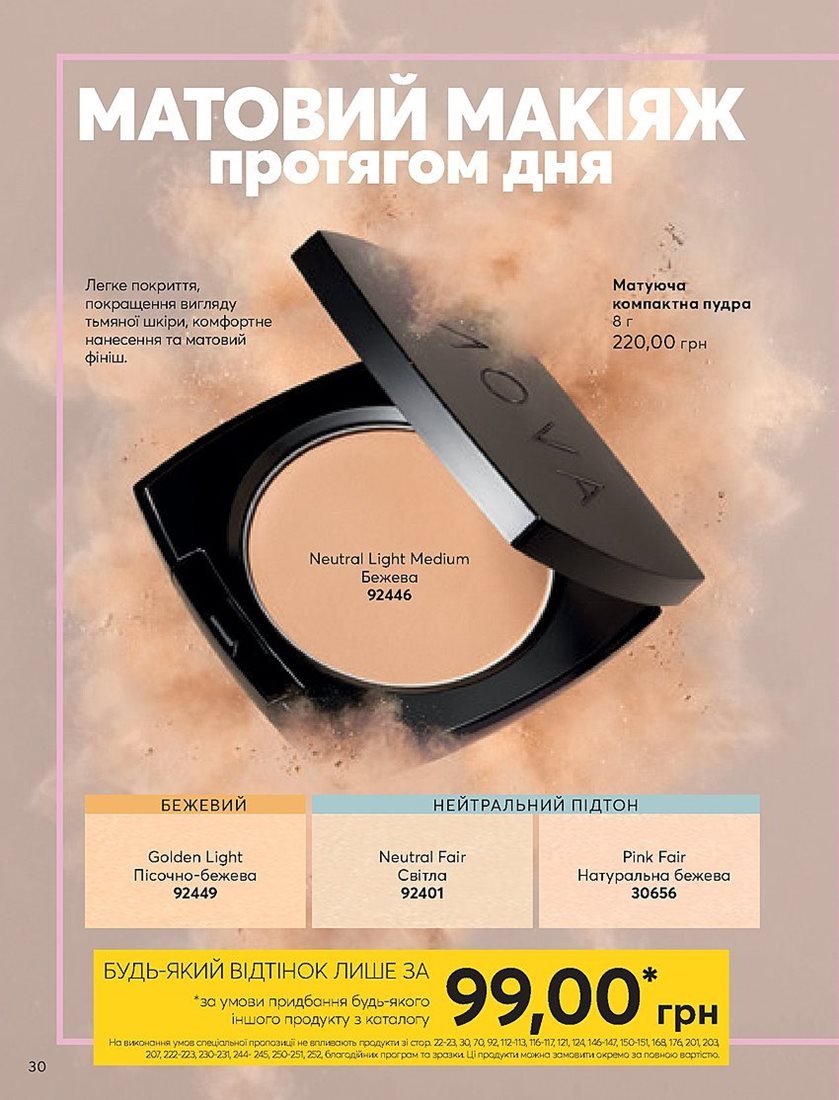 МАТОВИЙ МАКІЯЖ
протягом дня
Легке покриття,
покращення вигляду
тьмяної шкіри, комфортне
нанесення та матовий
фініш.
Матуюча
компактна пудра
8 г
220,00 грн
NOVA
Neutral Light Medium
Бежева
92446
БЕЖЕВИЙ
НЕЙТРАЛЬНИЙ ПІДТОН
Golden Light
Пісочно-бежева
92449
Neutral Fair
Світла
92401
Pink Fair
Натуральна бежева
30656
БУДЬ-ЯКИЙ ВІДТІНОК ЛИШЕ ЗА
*за умови придбання будь-якого
іншого продукту з каталогу
99,00* грн
На виконання умов спеціальної пропозиції не впливають продукти зі стор. 22-23, 30, 70, 92, 112-113, 116-117, 121, 124, 146-147, 150-151, 168, 176, 201, 203,
207, 222-223, 230-231, 244- 245, 250-251, 252, благодійних програм та зразки. Ці продукти можна замовити окремо за повною вартістю.
30